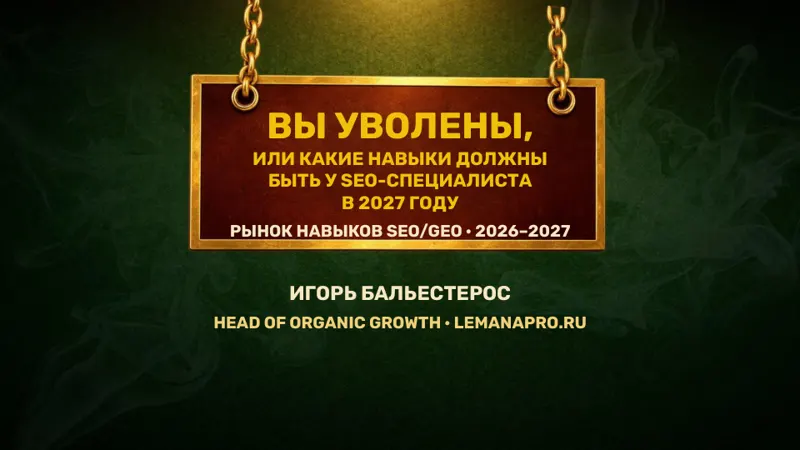 ВЫ УВОЛЕНЫ,
ИЛИ КАКИЕ НАВЫКИ ДОЛЖНЫ
БЫТЬ У SEO-СПЕЦИАЛИСТА
В 2027 ГОДУ
РЫНОК НАВЫКОВ SEO/GEO • 2026–2027
ИГОРЬ БАЛЬЕСТЕРОС
HEAD OF ORGANIC GROWTH • LEMANAPRO.RU